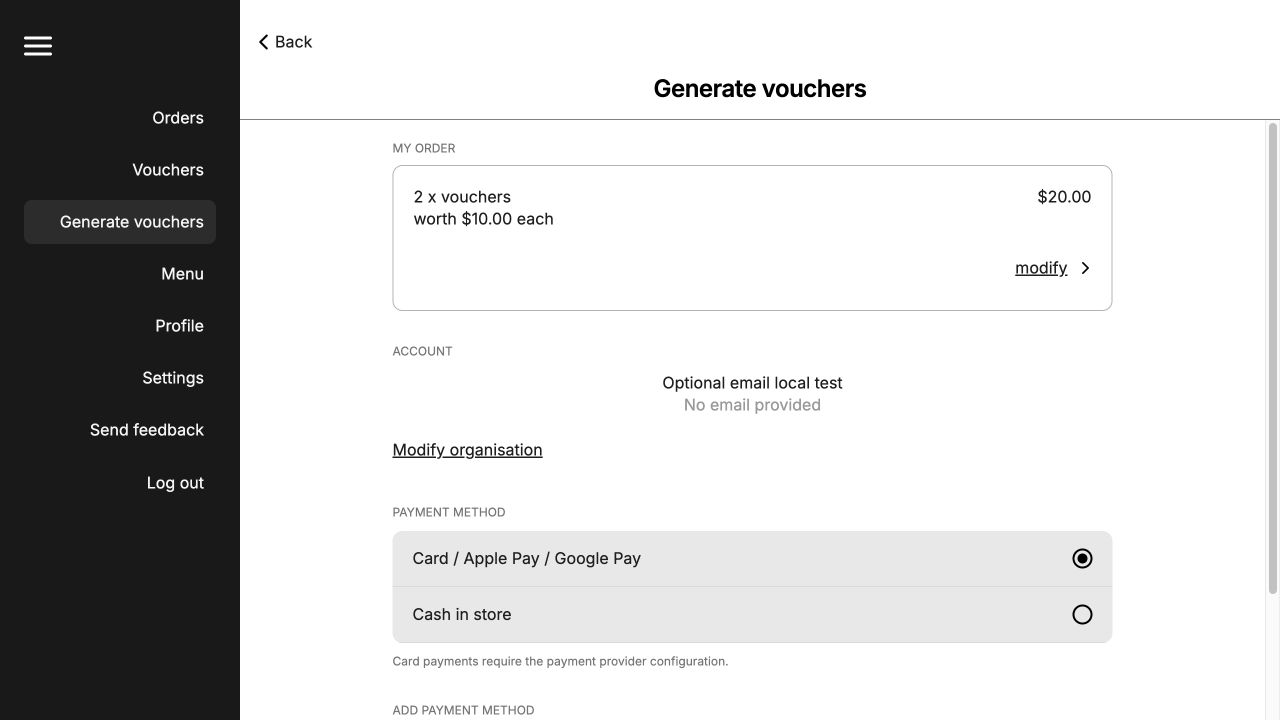 Back
Generate vouchers
Orders
Vouchers
Generate vouchers
Menu
Profile
Settings
Send feedback
Log out
MY ORDER
2 x vouchers $20.00
worth $10.00 each
modify
ACCOUNT
Optional email local test
No email provided
Modify organisation
PAYMENT METHOD
Card / Apple Pay / Google Pay
Cash in store
Card payments require the payment provider configuration.
ADD PAYMENT METHOD